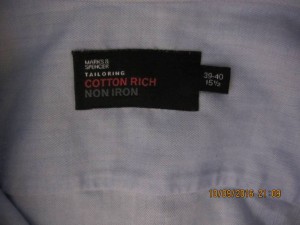 MARKS &
SPENCER
TAILORING
COTTON RICH
NON IRON
39-40
15½